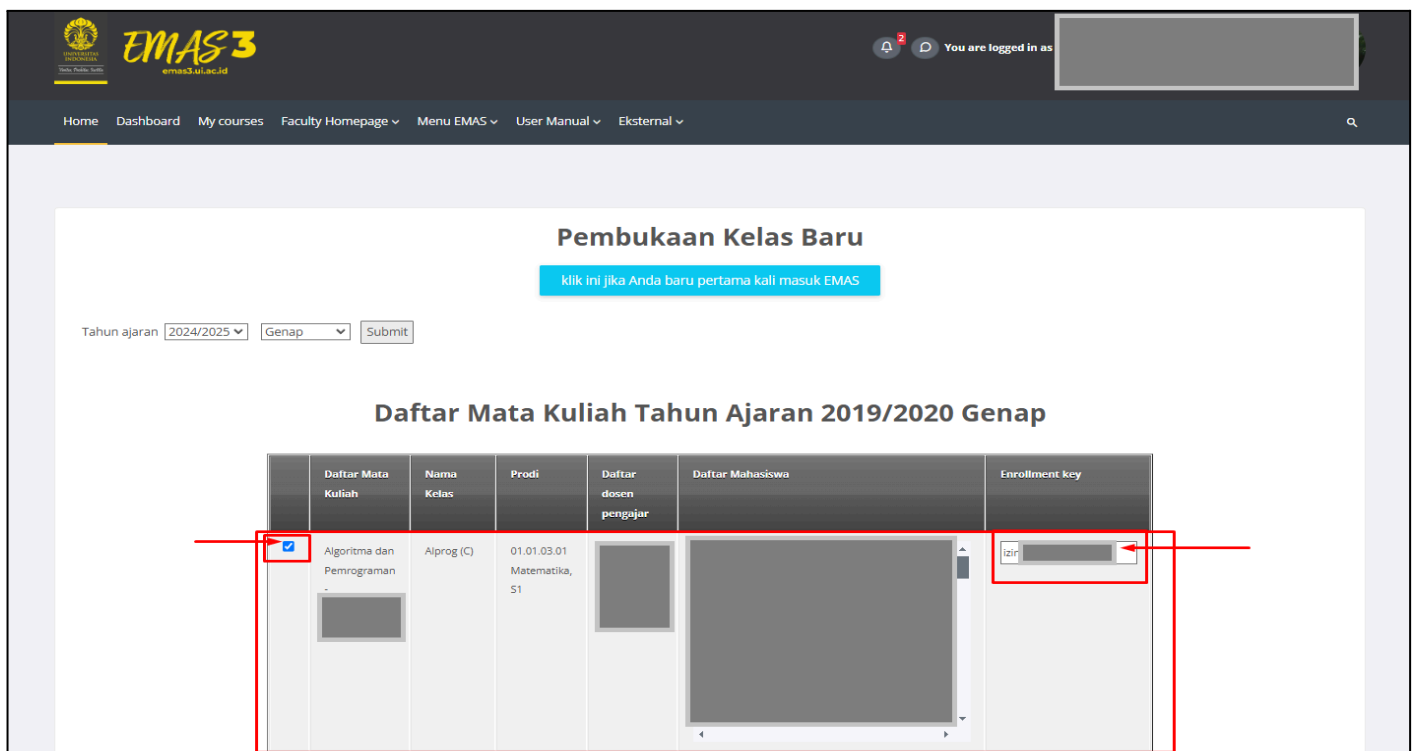 UNIVERSITAS
INDONESIA
Veritas, Probitas, Iustitia
EMAS 3
emas3.ui.ac.id
2
You are logged in as
Home Dashboard My courses Faculty Homepage Menu EMAS User Manual Eksternal
Pembukaan Kelas Baru
klik ini jika Anda baru pertama kali masuk EMAS
Tahun ajaran 2024/2025 Genap Submit
Daftar Mata Kuliah Tahun Ajaran 2019/2020 Genap
Daftar Mata Kuliah
Nama Kelas
Prodi
Daftar dosen pengajar
Daftar Mahasiswa
Enrollment key
Algoritma dan Pemrograman -
Alprog (C)
01.01.03.01 Matematika, S1